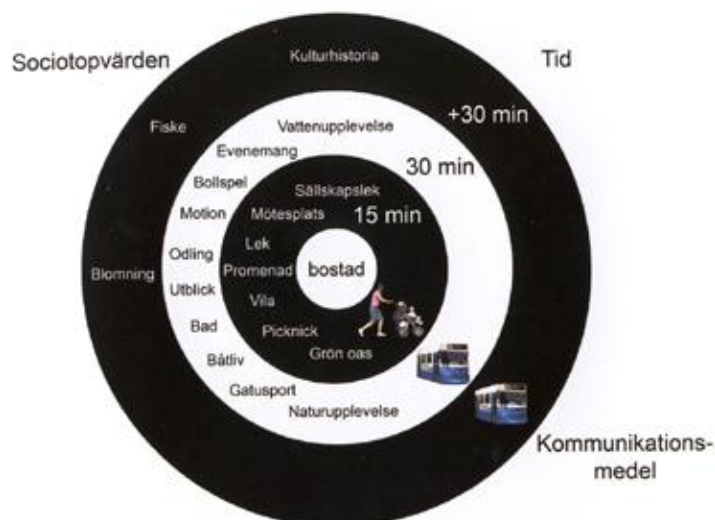 Sociotopvärden
Kulturhistoria
Tid
+30 min
Fiske
Vattenupplevelse
Evenemang
30 min
Bollspel
Sällskapslek
Motion
Mötesplats
15 min
Lek
Odling
Promenad
bostad
Blomning
Utblick
Vila
Bad
Picknick
Båtliv
Grön oas
Gatusport
Naturupplevelse
Kommunikations-
medel